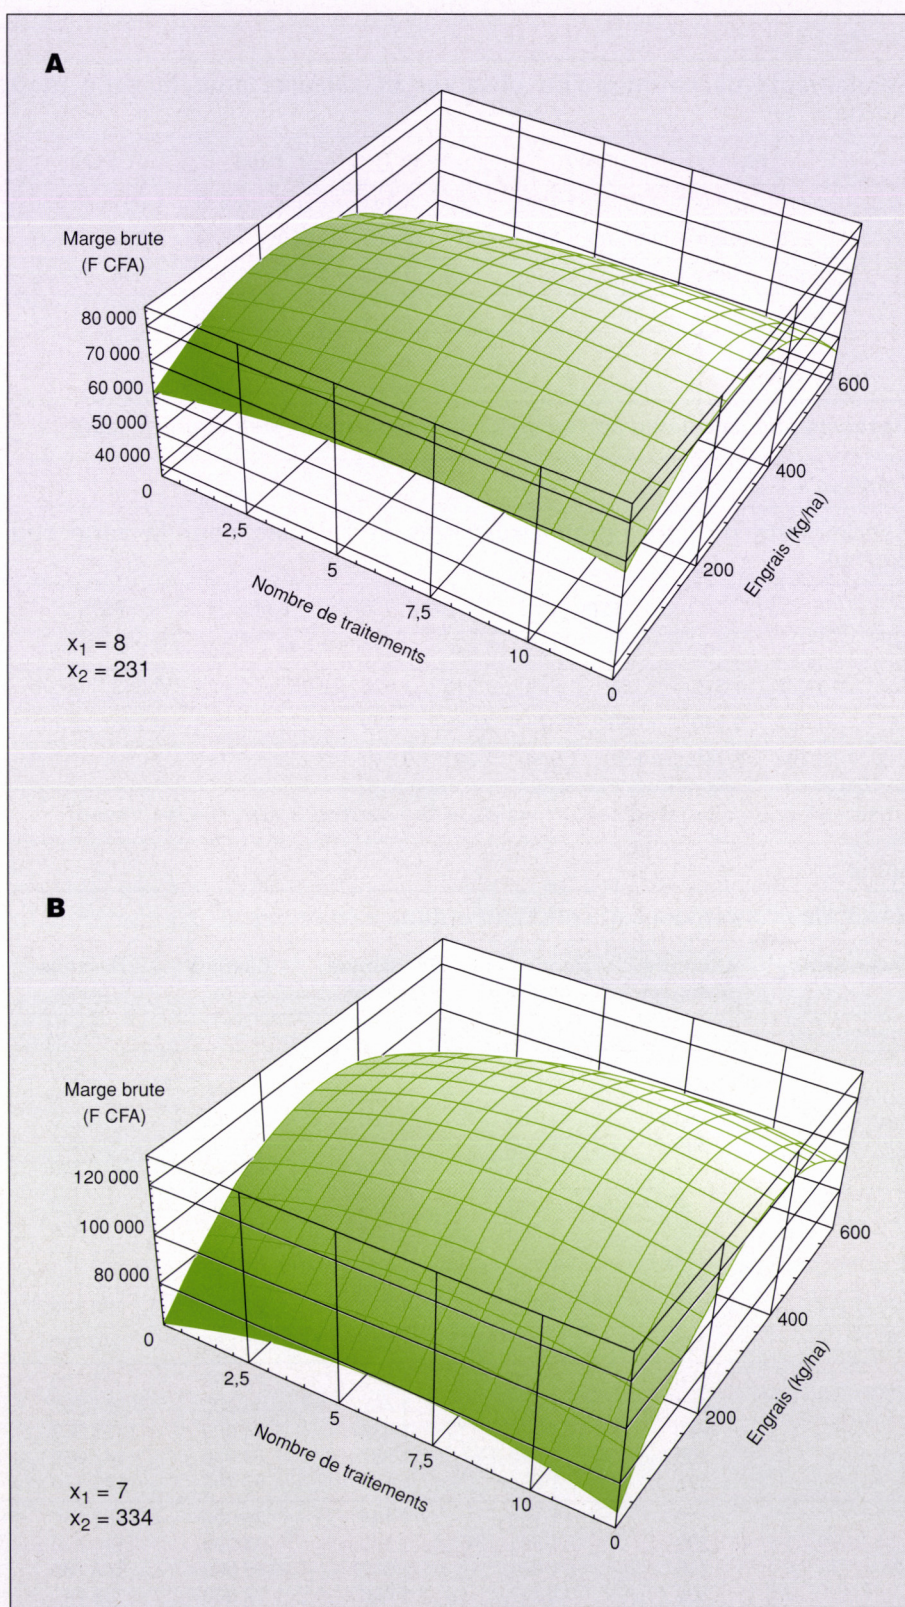 A
Marge brute
(F CFA)
80 000
70 000
60 000
50 000
40 000
0
2,5
5
7,5
10
0
200
400
600
Nombre de traitements
Engrais (kg/ha)
x₁ = 8
x₂ = 231
B
Marge brute
(F CFA)
120 000
100 000
80 000
0
2,5
5
7,5
10
0
200
400
600
Nombre de traitements
Engrais (kg/ha)
x₁ = 7
x₂ = 334